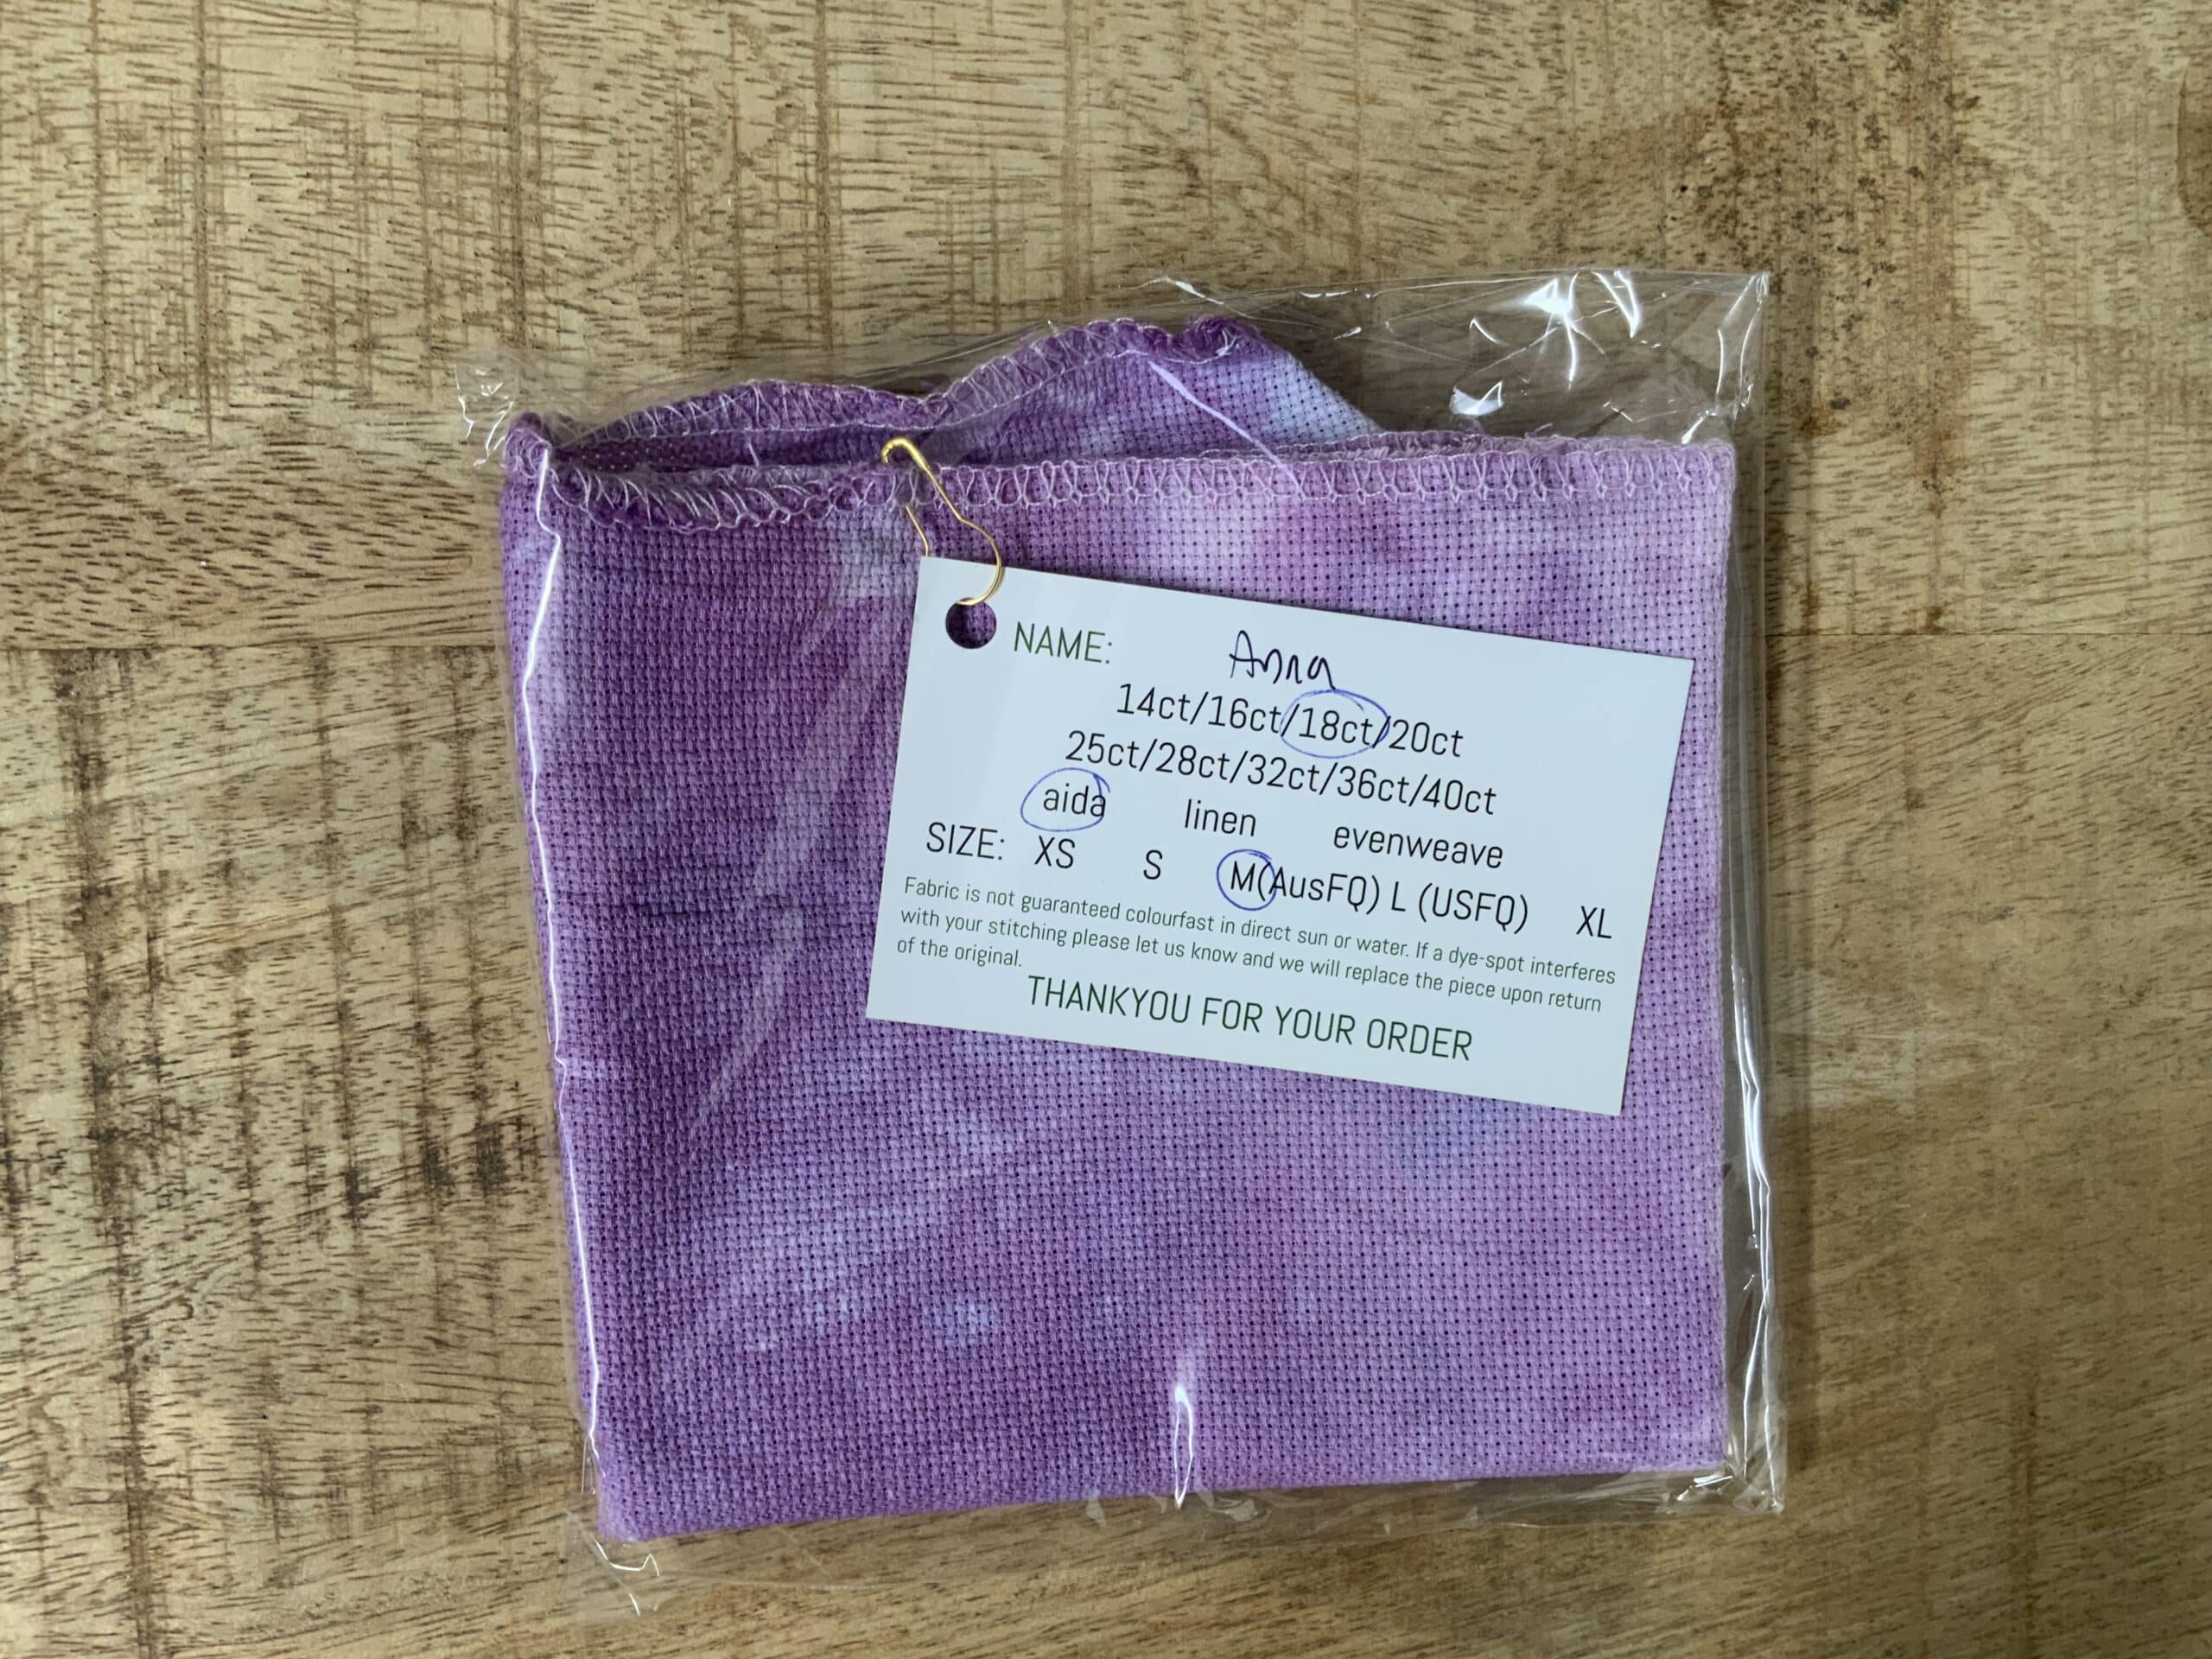 NAME: Anna
14ct/16ct/18ct/20ct
25ct/28ct/32ct/36ct/40ct
aida linen evenweave
SIZE: XS S M(AusFQ) L (USFQ) XL
Fabric is not guaranteed colourfast in direct sun or water. If a dye-spot interferes
with your stitching please let us know and we will replace the piece upon return
of the original.
THANKYOU FOR YOUR ORDER